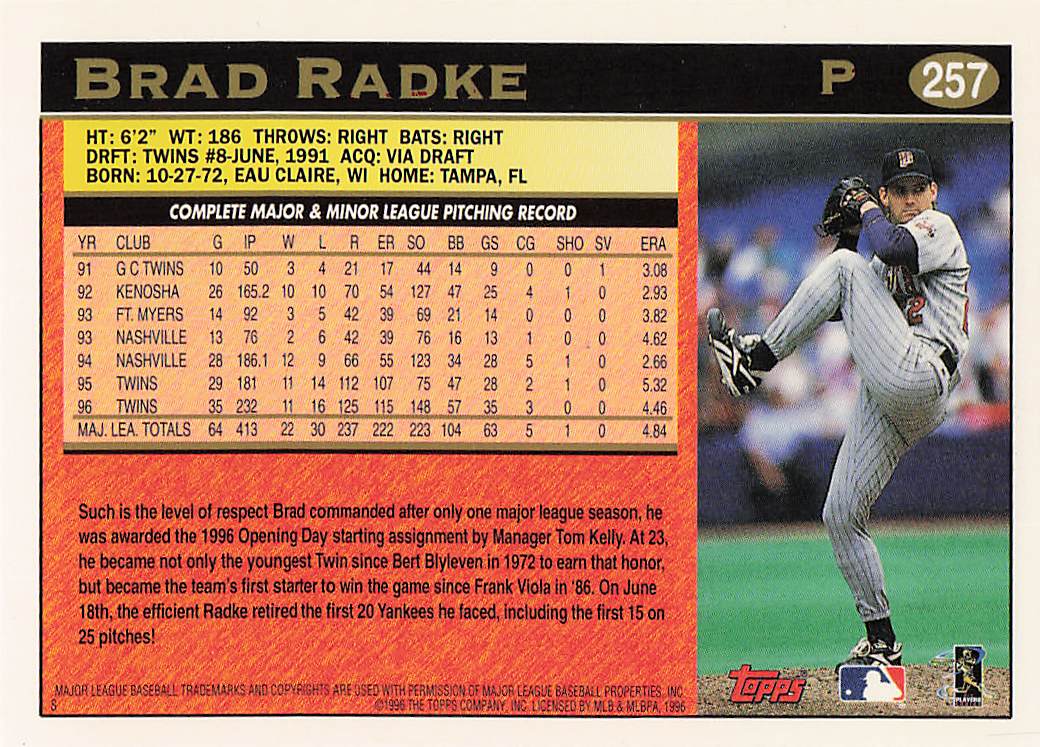 BRAD RADKE P 257
HT: 6'2" WT: 186 THROWS: RIGHT BATS: RIGHT
DRFT: TWINS #8-JUNE, 1991 ACQ: VIA DRAFT
BORN: 10-27-72, EAU CLAIRE, WI HOME: TAMPA, FL
COMPLETE MAJOR & MINOR LEAGUE PITCHING RECORD
YR CLUB G IP W L R ER SO BB GS CG SHO SV ERA
91 G C TWINS 10 50 3 4 21 17 44 14 9 0 0 1 3.08
92 KENOSHA 26 165.2 10 10 70 54 127 47 25 4 1 0 2.93
93 FT. MYERS 14 92 3 5 42 39 69 21 14 0 0 0 3.82
93 NASHVILLE 13 76 2 6 42 39 76 16 13 1 0 0 4.62
94 NASHVILLE 28 186.1 12 9 66 55 123 34 28 5 1 0 2.66
95 TWINS 29 181 11 14 112 107 75 47 28 2 1 0 5.32
96 TWINS 35 232 11 16 125 115 148 57 35 3 0 0 4.46
MAJ. LEA. TOTALS 64 413 22 30 237 222 223 104 63 5 1 0 4.84
Such is the level of respect Brad commanded after only one major league season, he
was awarded the 1996 Opening Day starting assignment by Manager Tom Kelly. At 23,
he became not only the youngest Twin since Bert Blyleven in 1972 to earn that honor,
but became the team's first starter to win the game since Frank Viola in '86. On June
18th, the efficient Radke retired the first 20 Yankees he faced, including the first 15 on
25 pitches!
MAJOR LEAGUE BASEBALL TRADEMARKS AND COPYRIGHTS ARE USED WITH PERMISSION OF MAJOR LEAGUE BASEBALL PROPERTIES, INC.
8 ©1996 THE TOPPS COMPANY, INC. LICENSED BY MLB & MLBPA, 1996
Topps
PLAYERS